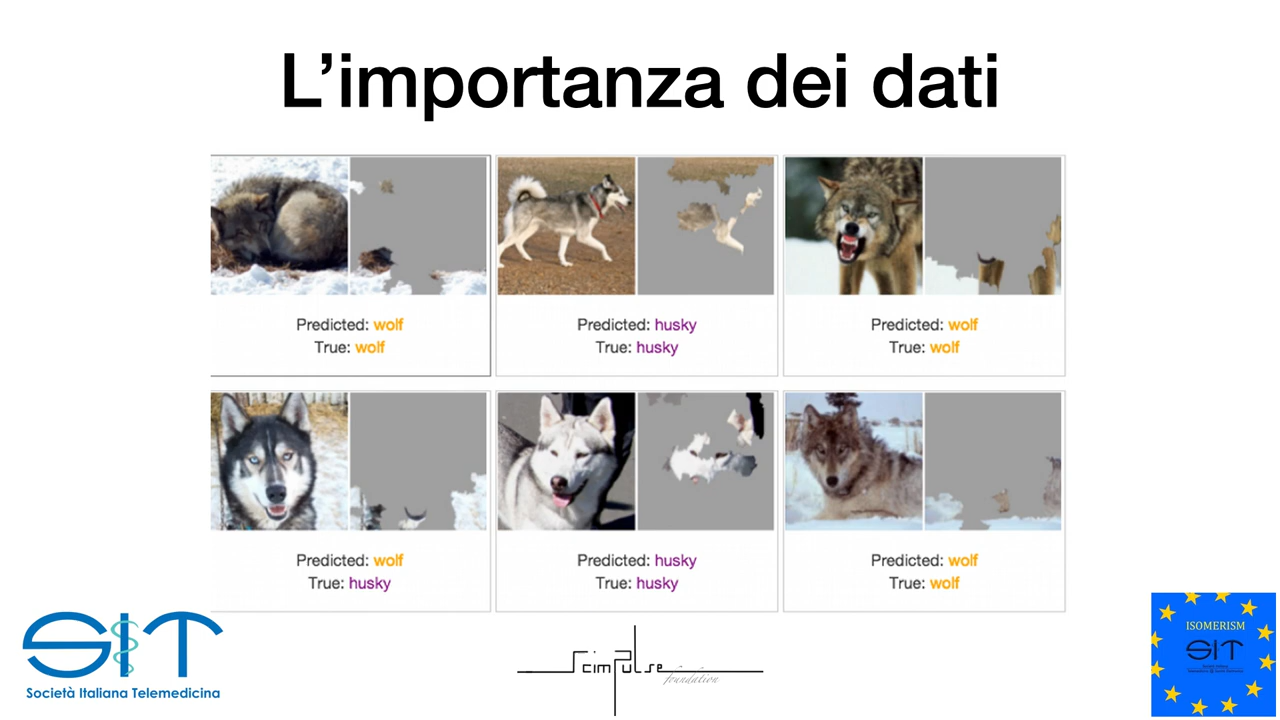 L’importanza dei dati
Predicted: wolf
True: wolf
Predicted: husky
True: husky
Predicted: wolf
True: wolf
Predicted: wolf
True: husky
Predicted: husky
True: husky
Predicted: wolf
True: wolf
SIT
Società Italiana Telemedicina
ScimPulse
foundation
ISOMERISM
SIT